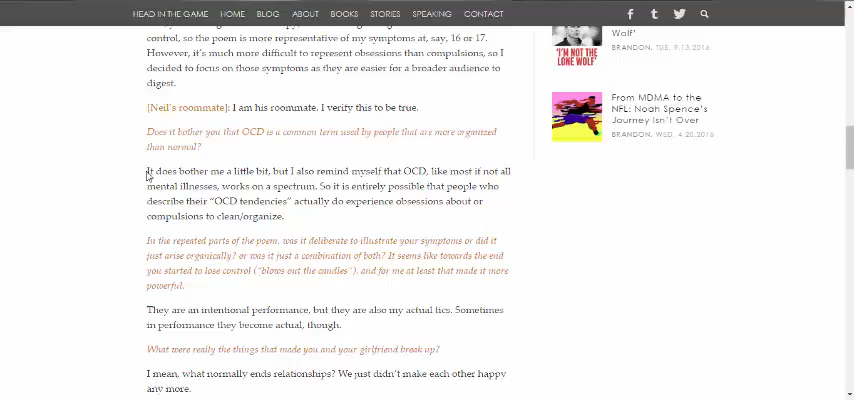 HEAD IN THE GAME HOME BLOG ABOUT BOOKS STORIES SPEAKING CONTACT
control, so the poem is more representative of my symptoms at, say, 16 or 17.
However, it's much more difficult to represent obsessions than compulsions, so I
decided to focus on those symptoms as they are easier for a broader audience to
digest.
[Neil's roommate]: I am his roommate. I verify this to be true.
Does it bother you that OCD is a common term used by people that are more organized
than normal?
It does bother me a little bit, but I also remind myself that OCD, like most if not all
mental illnesses, works on a spectrum. So it is entirely possible that people who
describe their "OCD tendencies" actually do experience obsessions about or
compulsions to clean/organize.
In the repeated parts of the poem, was it deliberate to illustrate your symptoms or did it
just arise organically? or was it just a combination of both? It seems like towards the end
you started to lose control ("blows out the candles"), and for me at least that made it more
powerful.
They are an intentional performance, but they are also my actual tics. Sometimes
in performance they become actual, though.
What were really the things that made you and your girlfriend break up?
I mean, what normally ends relationships? We just didn't make each other happy
any more.
'I'M NOT THE
LONE WOLF'
Wolf'
BRANDON, TUE, 9.13.2016
From MDMA to the
NFL: Noah Spence's
Journey Isn't Over
BRANDON, WED, 4.20.2016